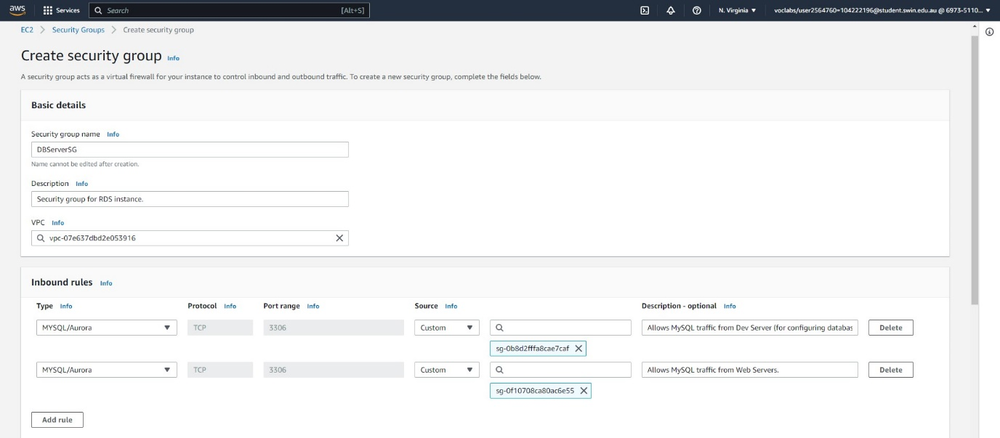 aws Services Search [Alt+S] N. Virginia voclabs/user2564760=104222196@student.swin.edu.au @ 6973-5110...
EC2 Security Groups Create security group
Create security group Info
A security group acts as a virtual firewall for your instance to control inbound and outbound traffic. To create a new security group, complete the fields below.
Basic details
Security group name Info
DBServerSG
Name cannot be edited after creation.
Description Info
Security group for RDS instance.
VPC Info
vpc-07e637dbd2e053916
Inbound rules Info
Type Info Protocol Info Port range Info Source Info Description - optional Info
MYSQL/Aurora TCP 3306 Custom Allows MySQL traffic from Dev Server (for configuring databas Delete
sg-0b8d2fffa8cae7caf
MYSQL/Aurora TCP 3306 Custom Allows MySQL traffic from Web Servers. Delete
sg-0f10708ca80ac6e55
Add rule